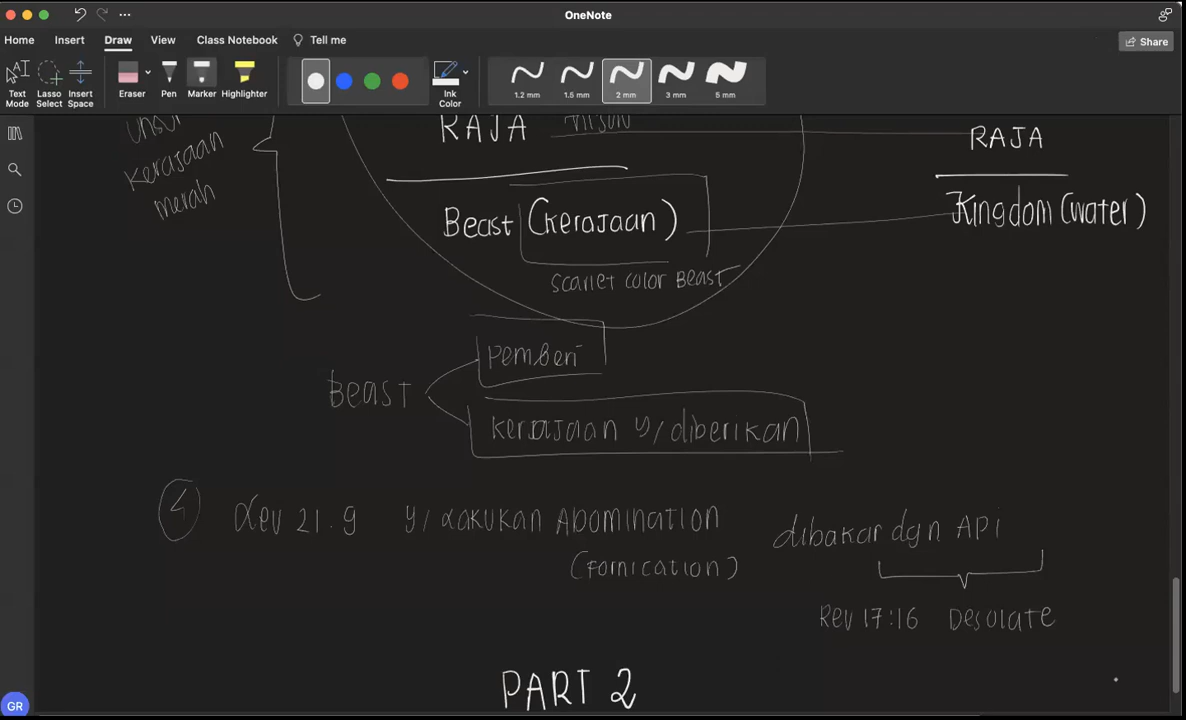 OneNote
Home Insert Draw View Class Notebook Tell me
Share
Text Mode
Lasso Select
Insert Space
Eraser
Pen
Marker
Highlighter
Ink Color
1.2 mm
1.5 mm
2 mm
3 mm
5 mm
unsur
kerajaan
merah
RAJA
RAJA
Beast (kerajaan)
Kingdom (water)
scarlet color Beast
Beast
pemberi
kerajaan y/diberikan
4
Lev 21.9 y/ Lakukan Abomination
(Fornication)
dibakar dgn API
Rev 17:16 Desolate
PART 2
GR